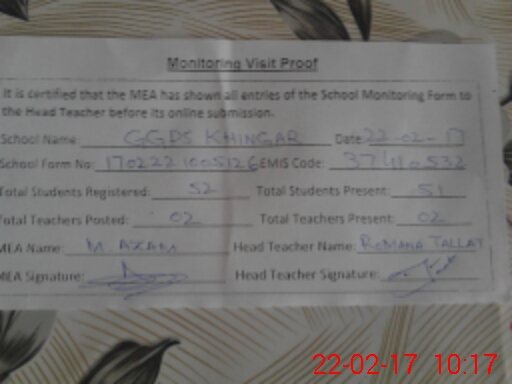 Monitoring Visit Proof
It is certified that the MEA has shown all entries of the School Monitoring Form to
the Head Teacher before its online submission.
School Name: GGPS KHINGAR Date: 22-02-17
School Form No: 170222 1005126 EMIS Code: 37410532
Total Students Registered: 52 Total Students Present: 51
Total Teachers Posted: 02 Total Teachers Present: 02
MEA Name: M AZAM Head Teacher Name: ROMANA TALLAT
MEA Signature: Head Teacher Signature:
22-02-17 10:17